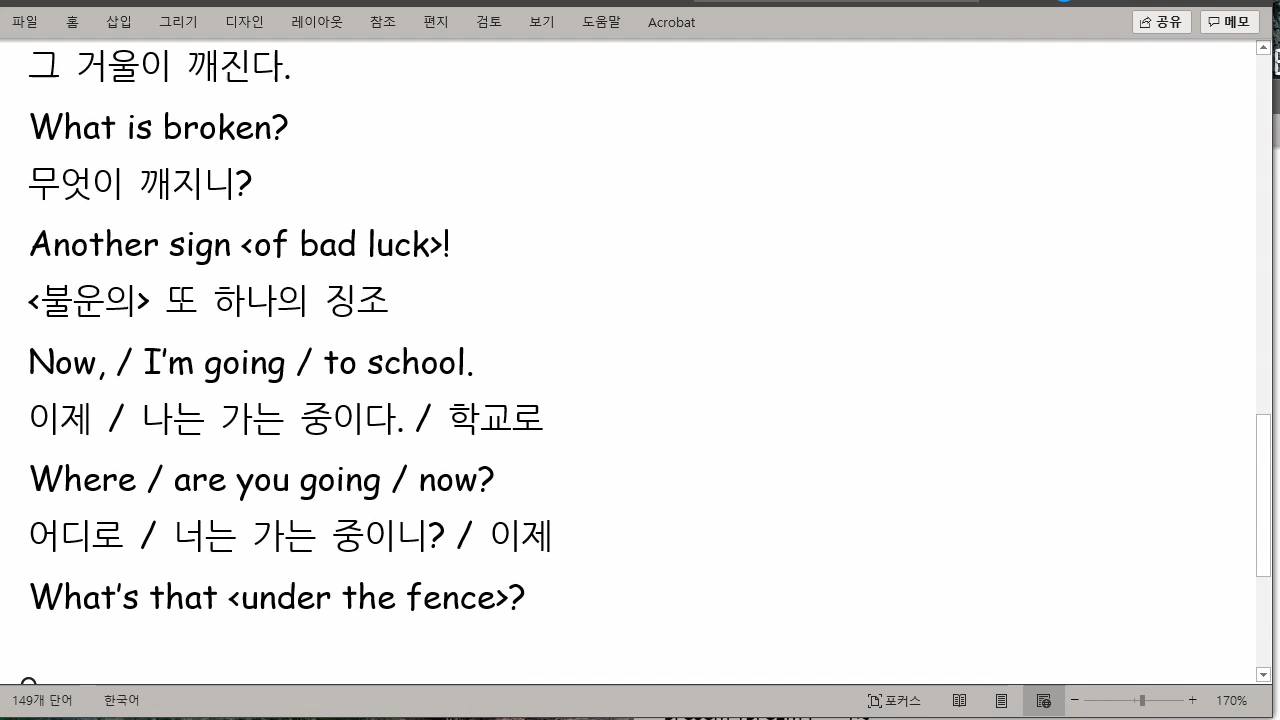 파일 홈 삽입 그리기 디자인 레이아웃 참조 편지 검토 보기 도움말 Acrobat 공유 메모
그 거울이 깨진다.
What is broken?
무엇이 깨지니?
Another sign <of bad luck>!
<불운의> 또 하나의 징조
Now, / I'm going / to school.
이제 / 나는 가는 중이다. / 학교로
Where / are you going / now?
어디로 / 너는 가는 중이니? / 이제
What's that <under the fence>?
149개 단어 한국어 포커스 170%